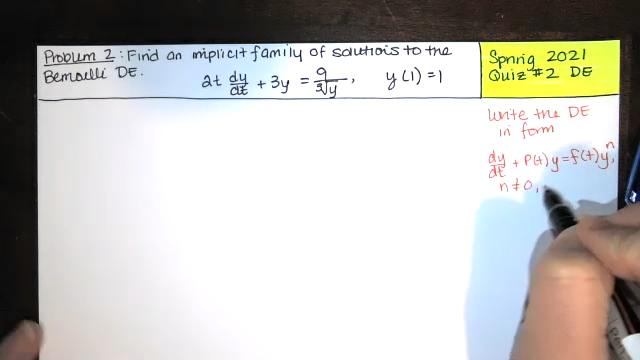 Problem 2: Find an implicit family of solutions to the
Bernoulli DE.
2t dy/dt + 3y = 9/∛y, y(1) = 1
Spring 2021
Quiz #2 DE
Write the DE
in form
dy/dt + P(t)y = f(t)yⁿ,
n ≠ 0,